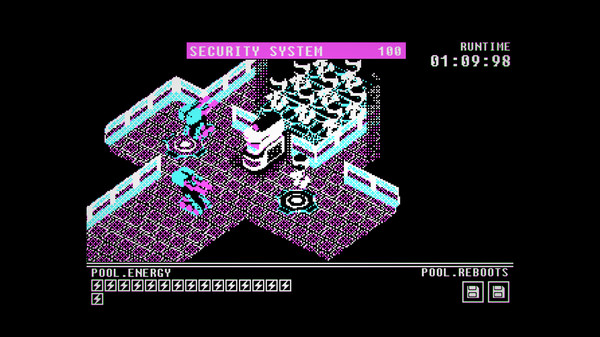 SECURITY SYSTEM 100
RUNTIME
01:09:98
POOL.ENERGY
POOL.REBOOTS